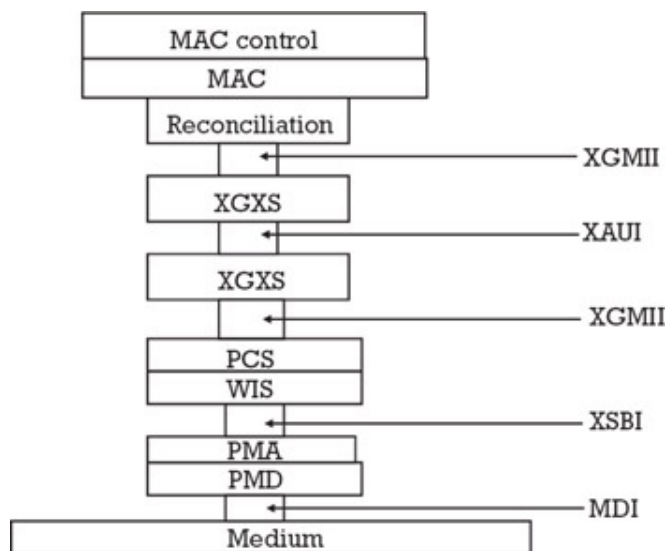 MAC control
MAC
Reconciliation
XGMII
XGXS
XAUI
XGXS
XGMII
PCS
WIS
XSBI
PMA
PMD
MDI
Medium